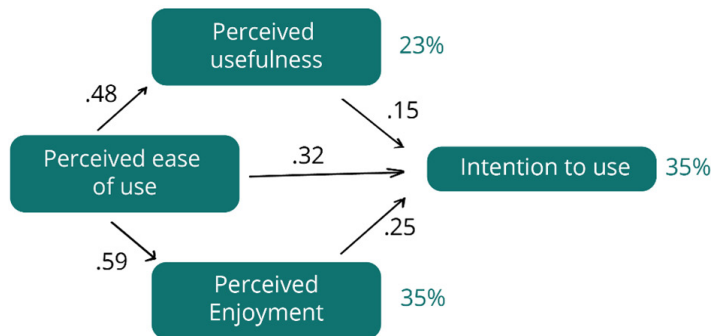 Perceived
usefulness
23%
.48
.15
Perceived ease
of use
.32
Intention to use
35%
.59
.25
Perceived
Enjoyment
35%